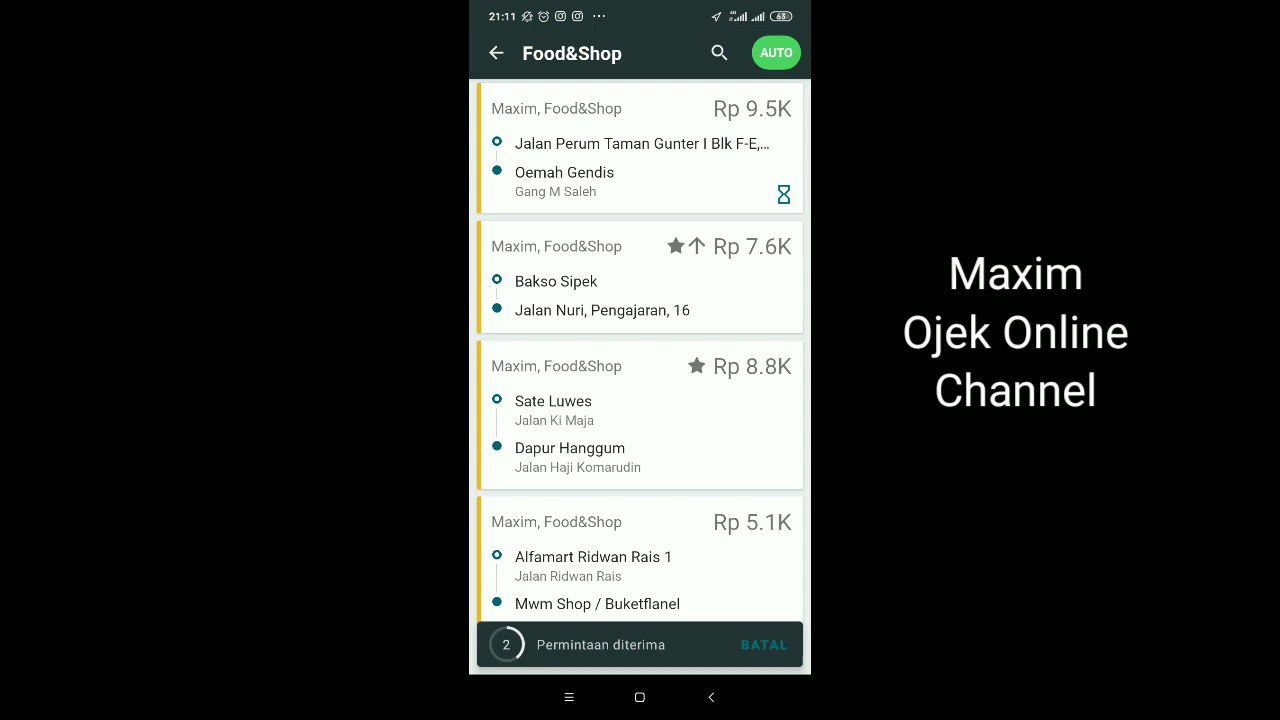 21:11
63
Food&Shop
AUTO
Maxim, Food&Shop Rp 9.5K
Jalan Perum Taman Gunter I Blk F-E,...
Oemah Gendis
Gang M Saleh
Maxim, Food&Shop Rp 7.6K
Bakso Sipek
Jalan Nuri, Pengajaran, 16
Maxim, Food&Shop Rp 8.8K
Sate Luwes
Jalan Ki Maja
Dapur Hanggum
Jalan Haji Komarudin
Maxim, Food&Shop Rp 5.1K
Alfamart Ridwan Rais 1
Jalan Ridwan Rais
Mwm Shop / Buketflanel
2 Permintaan diterima BATAL
Maxim
Ojek Online
Channel